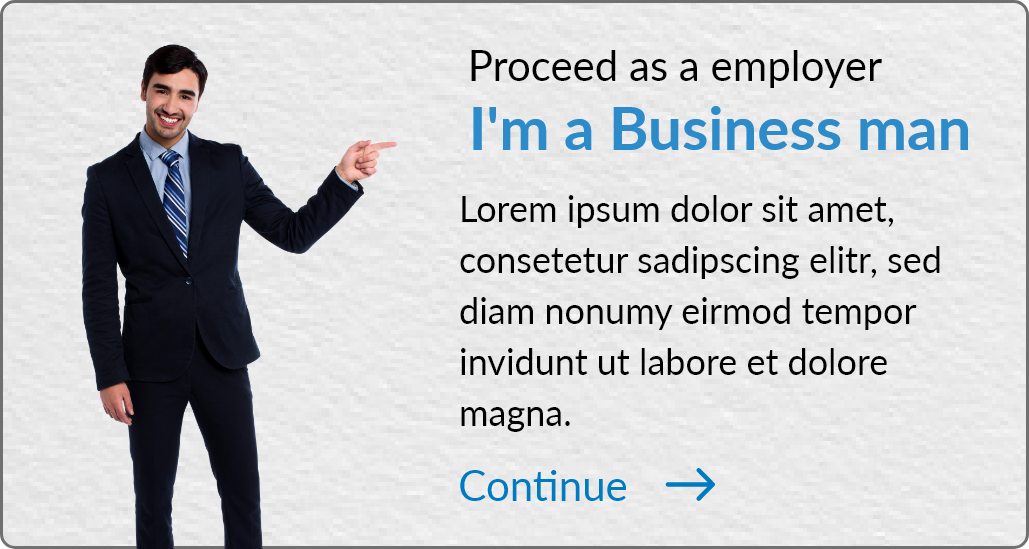 Proceed as a employer
I'm a Business man
Lorem ipsum dolor sit amet,
consetetur sadipscing elitr, sed
diam nonumy eirmod tempor
invidunt ut labore et dolore
magna.
Continue →